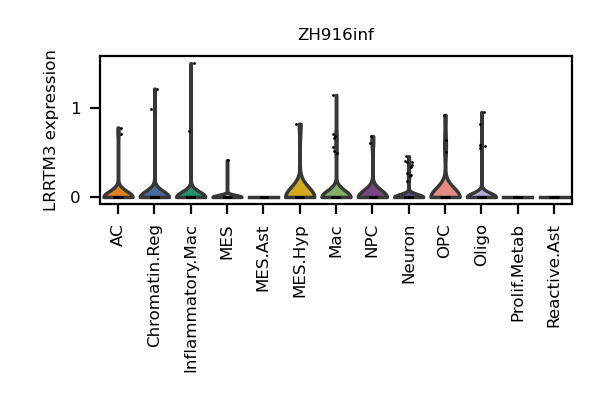 ZH916inf
LRRTM3 expression
1
0
AC
Chromatin.Reg
Inflammatory.Mac
MES
MES.Ast
MES.Hyp
Mac
NPC
Neuron
OPC
Oligo
Prolif.Metab
Reactive.Ast